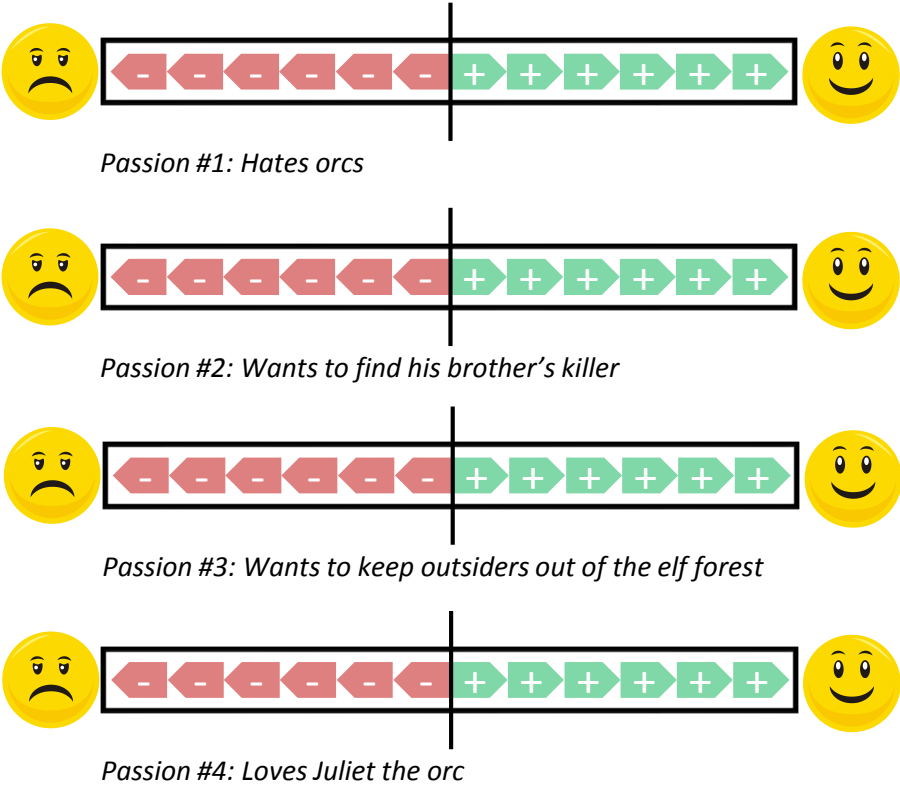 - - - - - - + + + + + +
Passion #1: Hates orcs
- - - - - - + + + + + +
Passion #2: Wants to find his brother’s killer
- - - - - - + + + + + +
Passion #3: Wants to keep outsiders out of the elf forest
- - - - - - + + + + + +
Passion #4: Loves Juliet the orc